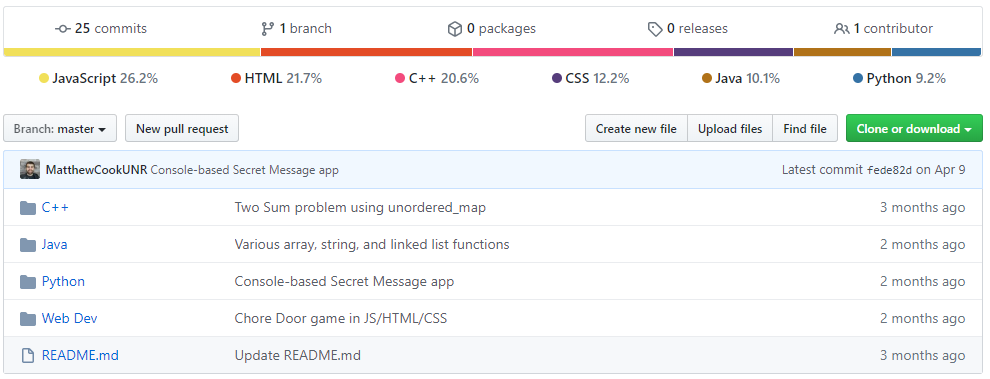 25 commits 1 branch 0 packages 0 releases 1 contributor
JavaScript 26.2% HTML 21.7% C++ 20.6% CSS 12.2% Java 10.1% Python 9.2%
Branch: master New pull request Create new file Upload files Find file Clone or download
MatthewCookUNR Console-based Secret Message app Latest commit fede82d on Apr 9
C++ Two Sum problem using unordered_map 3 months ago
Java Various array, string, and linked list functions 2 months ago
Python Console-based Secret Message app 2 months ago
Web Dev Chore Door game in JS/HTML/CSS 2 months ago
README.md Update README.md 3 months ago